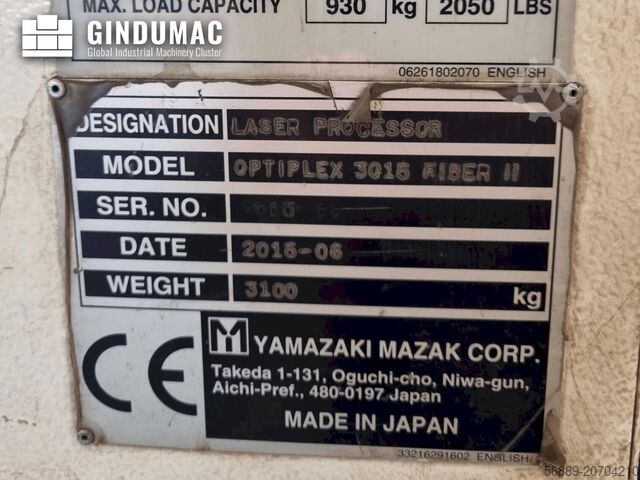 MAX. LOAD CAPACITY 930 kg 2050 LBS
GINDUMAC
Global Industrial Machinery Cluster
06261802070 ENGLISH
DESIGNATION LASER PROCESSOR
MODEL OPTIPLEX 3015 FIBER II
SER. NO.
DATE 2015-06
WEIGHT 3100 kg
CE
YAMAZAKI MAZAK CORP.
Takeda 1-131, Oguchi-cho, Niwa-gun,
Aichi-Pref., 480-0197 Japan
MADE IN JAPAN
33216291602 ENGLISH
56889-20704210